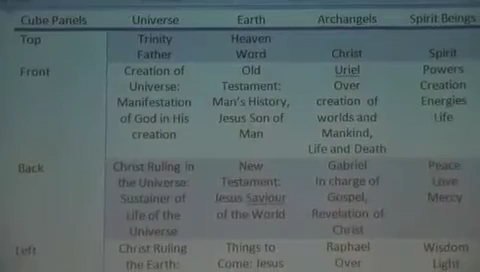 Cube Panels Universe Earth Archangels Spirit Beings
Top Trinity Heaven
Father Word Christ Spirit
Front Creation of Old Uriel Powers
Universe: Testament: Over Creation
Manifestation Man's History, creation of Energies
of God in His Jesus Son of worlds and Life
creation Man Mankind,
Life and Death
Back Christ Ruling in New Gabriel Peace
the Universe: Testament: In charge of Love
Sustainer of Jesus Saviour Gospel, Mercy
Life of the of the World Revelation of
Universe Christ
Left Christ Ruling Things to Raphael Wisdom
the Earth: Come: Jesus Over Light